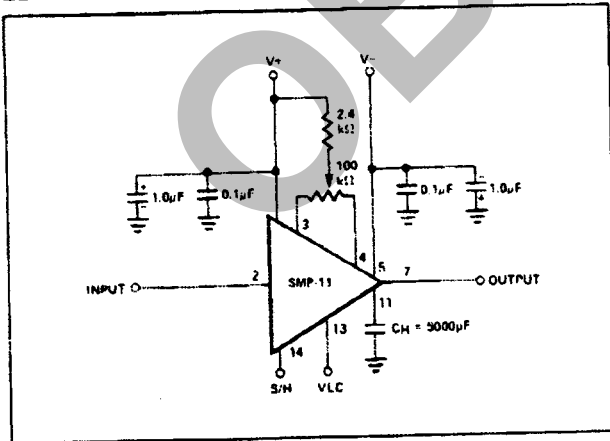 V+
V-
2.4
kΩ
100
kΩ
1.0µF
0.1µF
0.1µF
1.0µF
3
4
5
INPUT
2
SMP-11
7
OUTPUT
11
13
CH = 5000µF
14
S/H
VLC